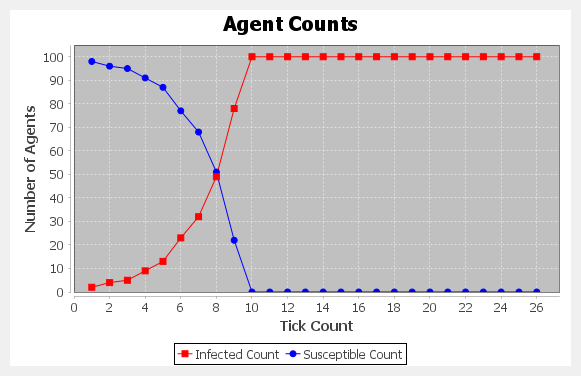 Agent Counts
Number of Agents
100
90
80
70
60
50
40
30
20
10
0
0 2 4 6 8 10 12 14 16 18 20 22 24 26
Tick Count
Infected Count Susceptible Count